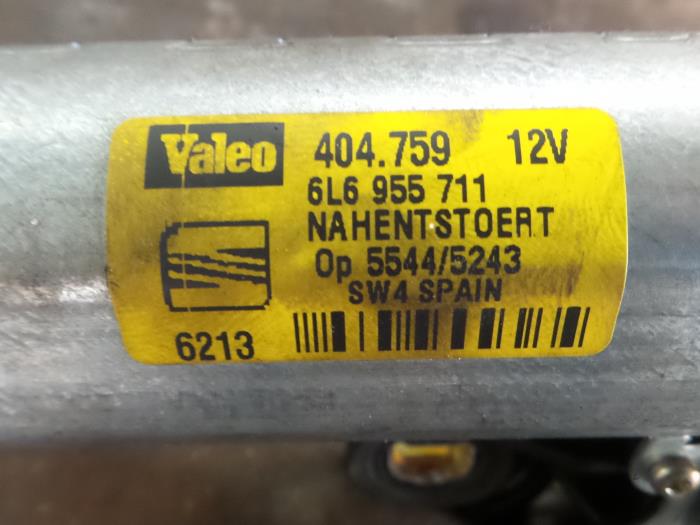 Valeo 404.759 12V
6L6 955 711
NAHENTSTOERT
Op 5544/5243
SW4 SPAIN
6213